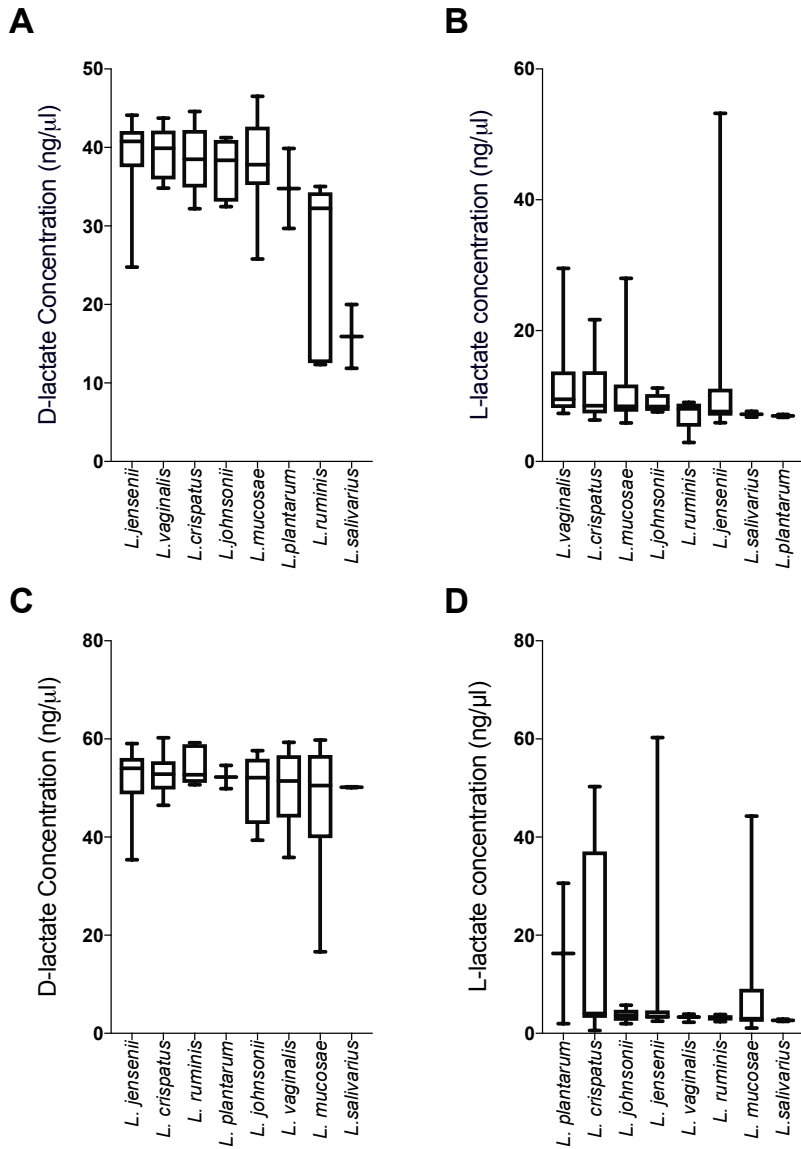 A
D-lactate Concentration (ng/µl)
50
40
30
20
10
0
L.jensenii
L.vaginalis
L.crispatus
L.johnsonii
L.mucosae
L.plantarum
L.ruminis
L.salivarius
B
L-lactate concentration (ng/µl)
60
40
20
0
L.vaginalis
L.crispatus
L.mucosae
L.johnsonii
L.ruminis
L.jensenii
L.salivarius
L.plantarum
C
D-lactate Concentration (ng/µl)
80
60
40
20
0
L. jensenii
L. crispatus
L. ruminis
L. plantarum
L. johnsonii
L. vaginalis
L. mucosae
L.salivarius
D
L-lactate concentration (ng/µl)
80
60
40
20
0
L. plantarum
L. crispatus
L. johnsonii
L. jensenii
L. vaginalis
L. ruminis
L. mucosae
L.salivarius